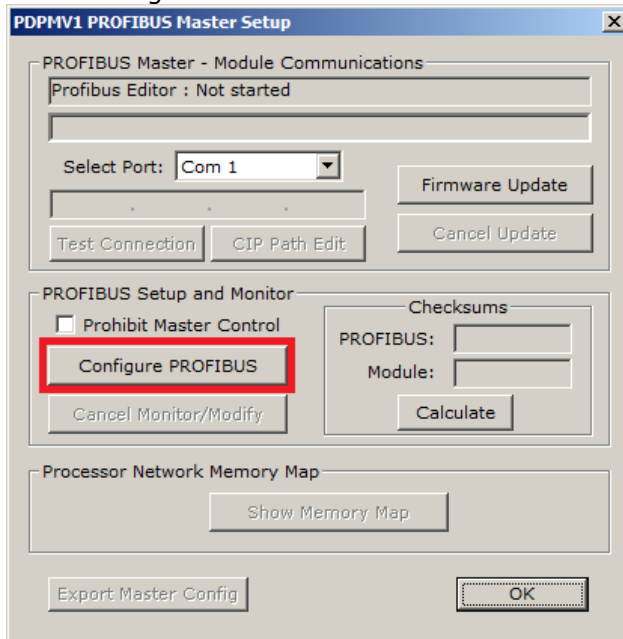 PDPMV1 PROFIBUS Master Setup
PROFIBUS Master - Module Communications
Profibus Editor : Not started
Select Port: Com 1
Firmware Update
Test Connection
CIP Path Edit
Cancel Update
PROFIBUS Setup and Monitor
Prohibit Master Control
Configure PROFIBUS
Cancel Monitor/Modify
Checksums
PROFIBUS:
Module:
Calculate
Processor Network Memory Map
Show Memory Map
Export Master Config
OK